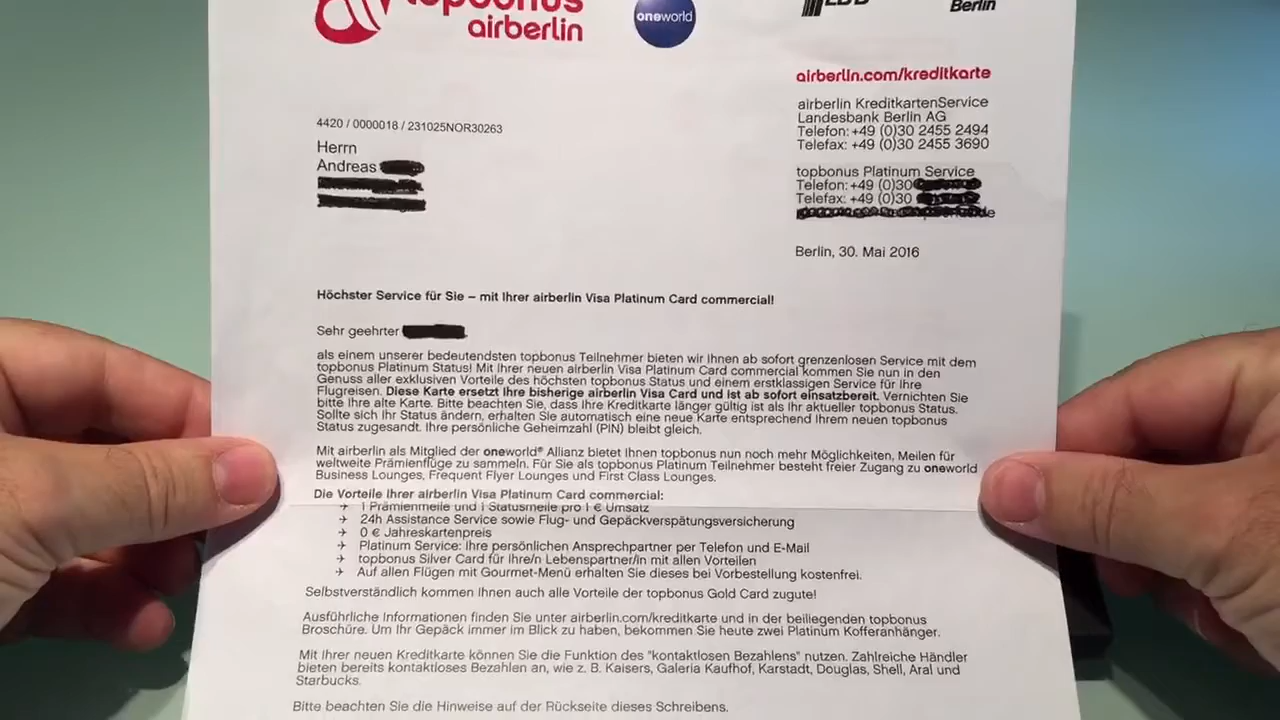 topbonus
airberlin
oneworld
LBB
Berlin
airberlin.com/kreditkarte
airberlin KreditkartenService
Landesbank Berlin AG
Telefon: +49 (0)30 2455 2494
Telefax: +49 (0)30 2455 3690
topbonus Platinum Service
Telefon: +49 (0)30
Telefax: +49 (0)30
Berlin, 30. Mai 2016
4420 / 0000018 / 231025NOR30263
Herrn
Andreas
Höchster Service für Sie – mit Ihrer airberlin Visa Platinum Card commercial!
Sehr geehrter
als einem unserer bedeutendsten topbonus Teilnehmer bieten wir Ihnen ab sofort grenzenlosen Service mit dem
topbonus Platinum Status! Mit Ihrer neuen airberlin Visa Platinum Card commercial kommen Sie nun in den
Genuss aller exklusiven Vorteile des höchsten topbonus Status und einem erstklassigen Service für Ihre
Flugreisen. Diese Karte ersetzt Ihre bisherige airberlin Visa Card und ist ab sofort einsatzbereit. Vernichten Sie
bitte Ihre alte Karte. Bitte beachten Sie, dass Ihre Kreditkarte länger gültig ist als Ihr aktueller topbonus Status.
Sollte sich Ihr Status ändern, erhalten Sie automatisch eine neue Karte entsprechend Ihrem neuen topbonus
Status zugesandt. Ihre persönliche Geheimzahl (PIN) bleibt gleich.
Mit airberlin als Mitglied der oneworld® Allianz bietet Ihnen topbonus nun noch mehr Möglichkeiten, Meilen für
weltweite Prämienflüge zu sammeln. Für Sie als topbonus Platinum Teilnehmer besteht freier Zugang zu oneworld
Business Lounges, Frequent Flyer Lounges und First Class Lounges.
Die Vorteile Ihrer airberlin Visa Platinum Card commercial:
1 Prämienmeile und 1 Statusmeile pro 1 € Umsatz
24h Assistance Service sowie Flug- und Gepäckverspätungsversicherung
0 € Jahreskartenpreis
Platinum Service: Ihre persönlichen Ansprechpartner per Telefon und E-Mail
topbonus Silver Card für Ihre/n Lebenspartner/in mit allen Vorteilen
Auf allen Flügen mit Gourmet-Menü erhalten Sie dieses bei Vorbestellung kostenfrei.
Selbstverständlich kommen Ihnen auch alle Vorteile der topbonus Gold Card zugute!
Ausführliche Informationen finden Sie unter airberlin.com/kreditkarte und in der beiliegenden topbonus
Broschüre. Um Ihr Gepäck immer im Blick zu haben, bekommen Sie heute zwei Platinum Kofferanhänger.
Mit Ihrer neuen Kreditkarte können Sie die Funktion des "kontaktlosen Bezahlens" nutzen. Zahlreiche Händler
bieten bereits kontaktloses Bezahlen an, wie z. B. Kaisers, Galeria Kaufhof, Karstadt, Douglas, Shell, Aral und
Starbucks.
Bitte beachten Sie die Hinweise auf der Rückseite dieses Schreibens.